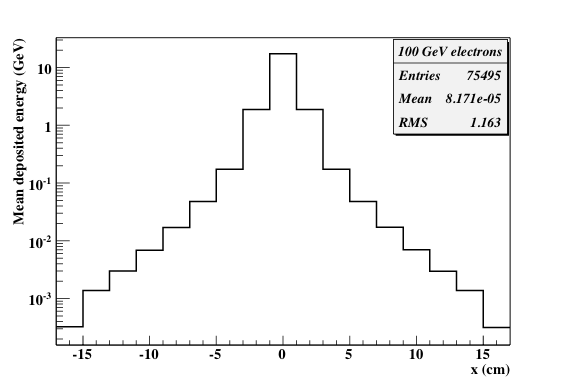 Mean deposited energy (GeV)
100 GeV electrons
Entries 75495
Mean 8.171e-05
RMS 1.163
10
1
10-1
10-2
10-3
-15 -10 -5 0 5 10 15
x (cm)